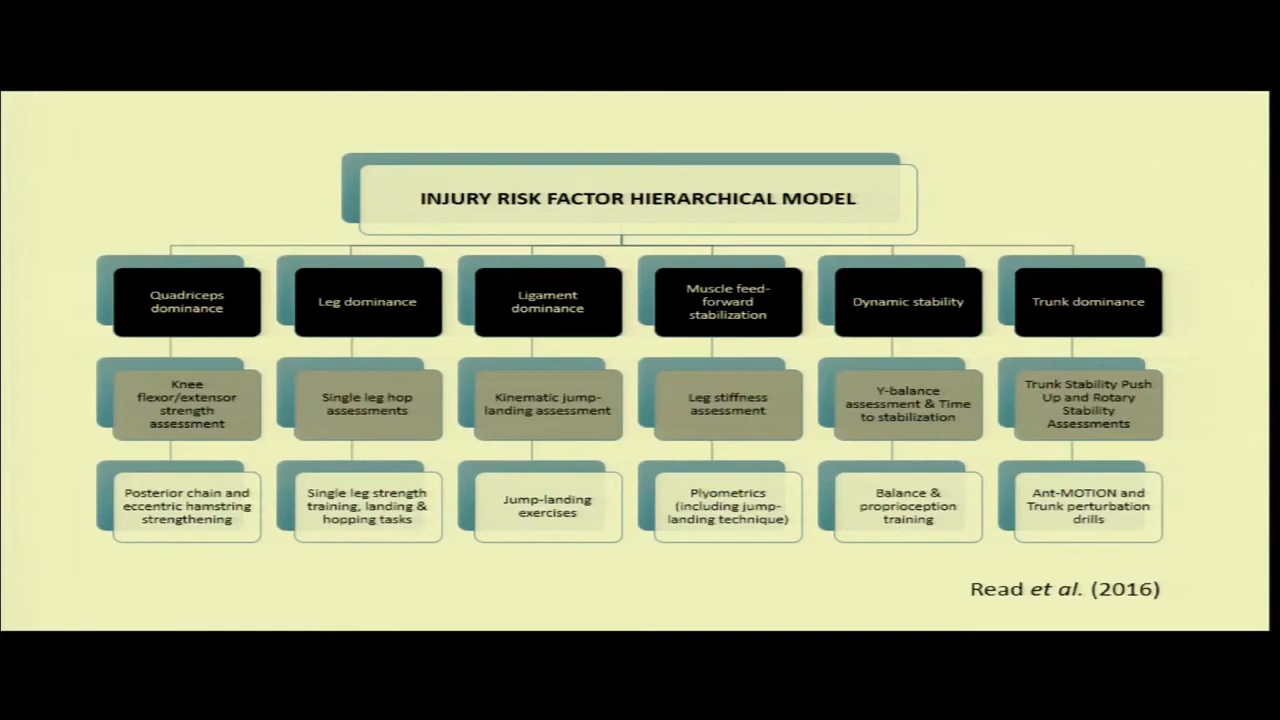 INJURY RISK FACTOR HIERARCHICAL MODEL
Quadriceps
dominance
Leg dominance
Ligament
dominance
Muscle feed-
forward
stabilization
Dynamic stability
Trunk dominance
Knee
flexor/extensor
strength
assessment
Single leg hop
assessments
Kinematic jump-
landing assessment
Leg stiffness
assessment
Y-balance
assessment & Time
to stabilization
Trunk Stability Push
Up and Rotary
Stability
Assessments
Posterior chain and
eccentric hamstring
strengthening
Single leg strength
training, landing &
hopping tasks
Jump-landing
exercises
Plyometrics
(including jump-
landing technique)
Balance &
proprioception
training
Ant-MOTION and
Trunk perturbation
drills
Read et al. (2016)